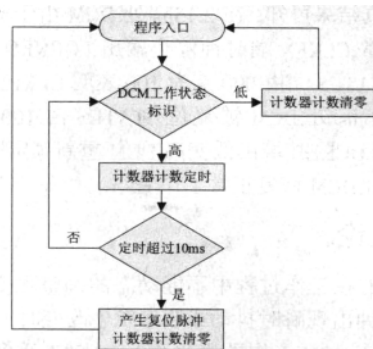 程序入口
DCM工作状态
标识
低
计数器计数清零
高
计数器计数定时
否
定时超过10ms
是
产生复位脉冲
计数器计数清零